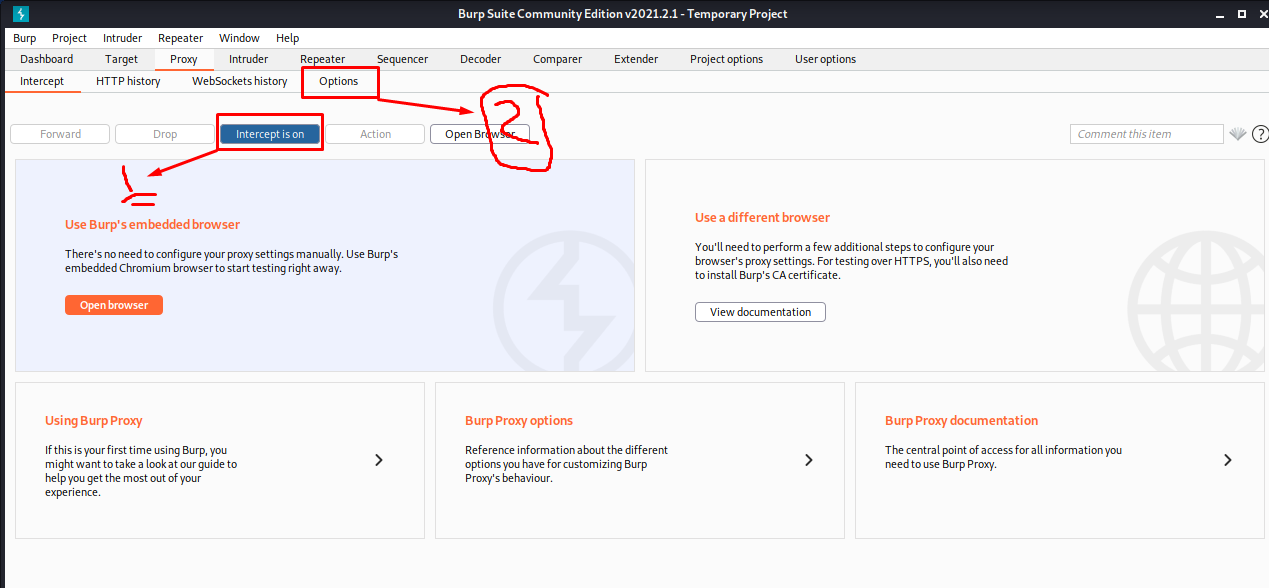 Burp Suite Community Edition v2021.2.1 - Temporary Project
Burp Project Intruder Repeater Window Help
Dashboard Target Proxy Intruder Repeater Sequencer Decoder Comparer Extender Project options User options
Intercept HTTP history WebSockets history Options
2
Forward Drop Intercept is on Action Open Browser Comment this item ?
Use Burp's embedded browser
There's no need to configure your proxy settings manually. Use Burp's
embedded Chromium browser to start testing right away.
Open browser
Use a different browser
You'll need to perform a few additional steps to configure your
browser's proxy settings. For testing over HTTPS, you'll also need
to install Burp's CA certificate.
View documentation
Using Burp Proxy
If this is your first time using Burp, you
might want to take a look at our guide to
help you get the most out of your
experience.
Burp Proxy options
Reference information about the different
options you have for customizing Burp
Proxy's behaviour.
Burp Proxy documentation
The central point of access for all information you
need to use Burp Proxy.